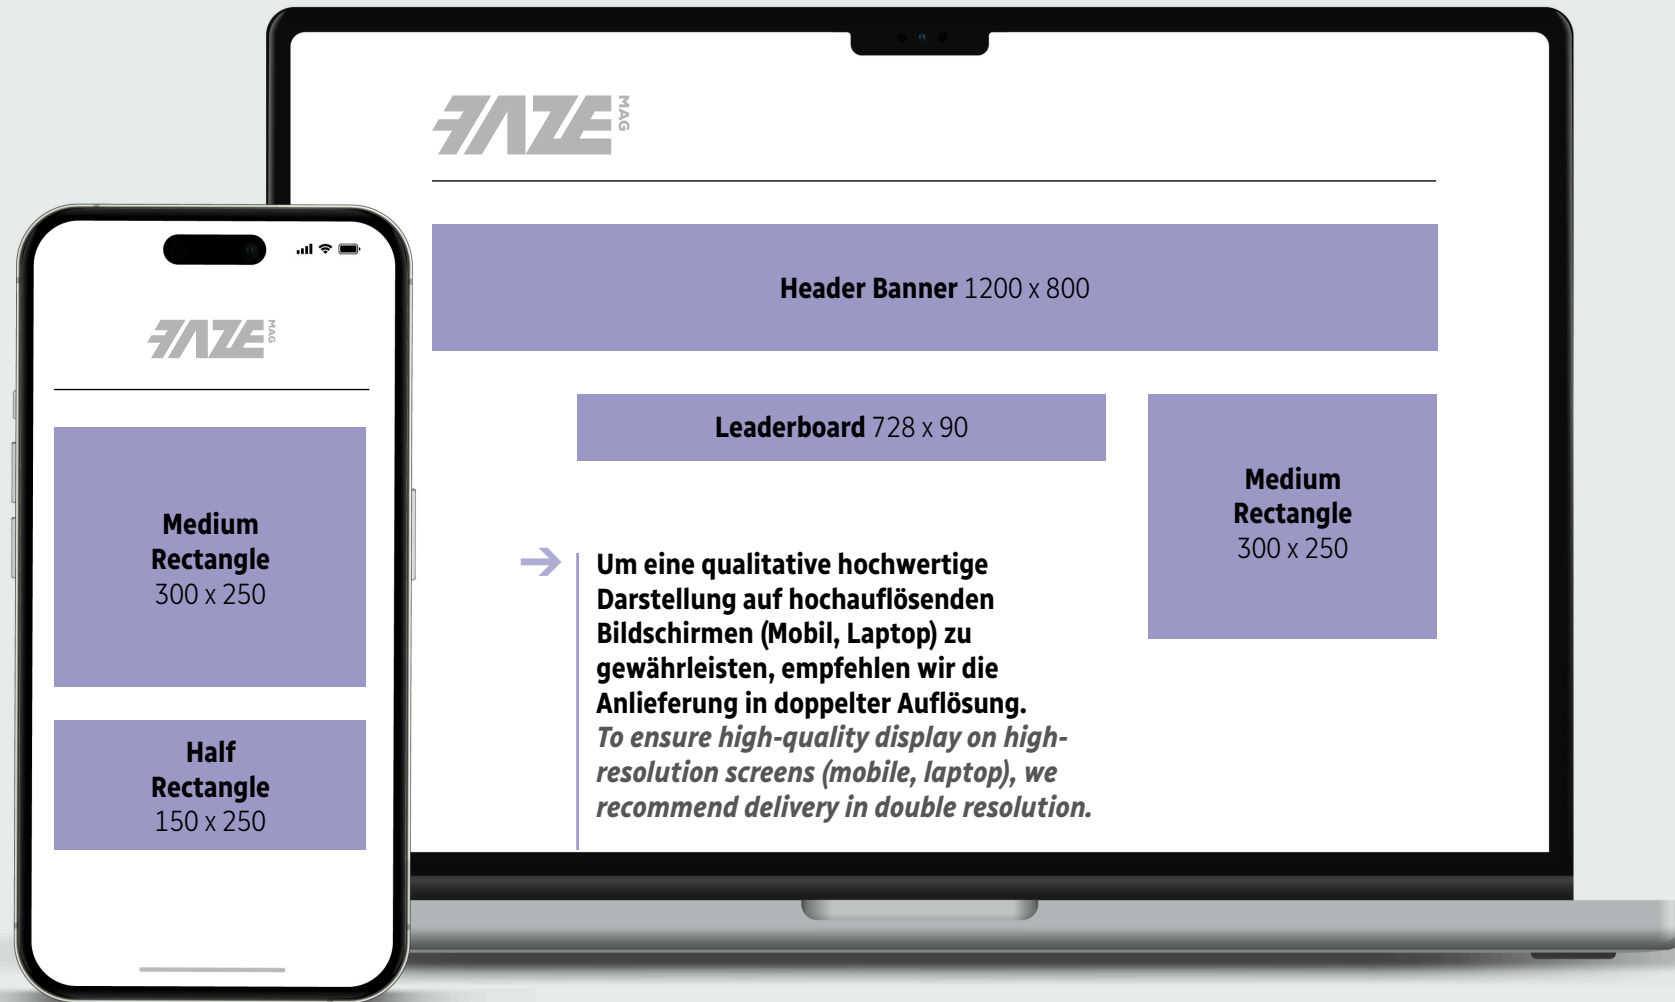 FAZE MAG
Header Banner 1200 x 800
Leaderboard 728 x 90
Medium
Rectangle
300 x 250
Um eine qualitative hochwertige
Darstellung auf hochauflösenden
Bildschirmen (Mobil, Laptop) zu
gewährleisten, empfehlen wir die
Anlieferung in doppelter Auflösung.
To ensure high-quality display on high-
resolution screens (mobile, laptop), we
recommend delivery in double resolution.
FAZE MAG
Medium
Rectangle
300 x 250
Half
Rectangle
150 x 250